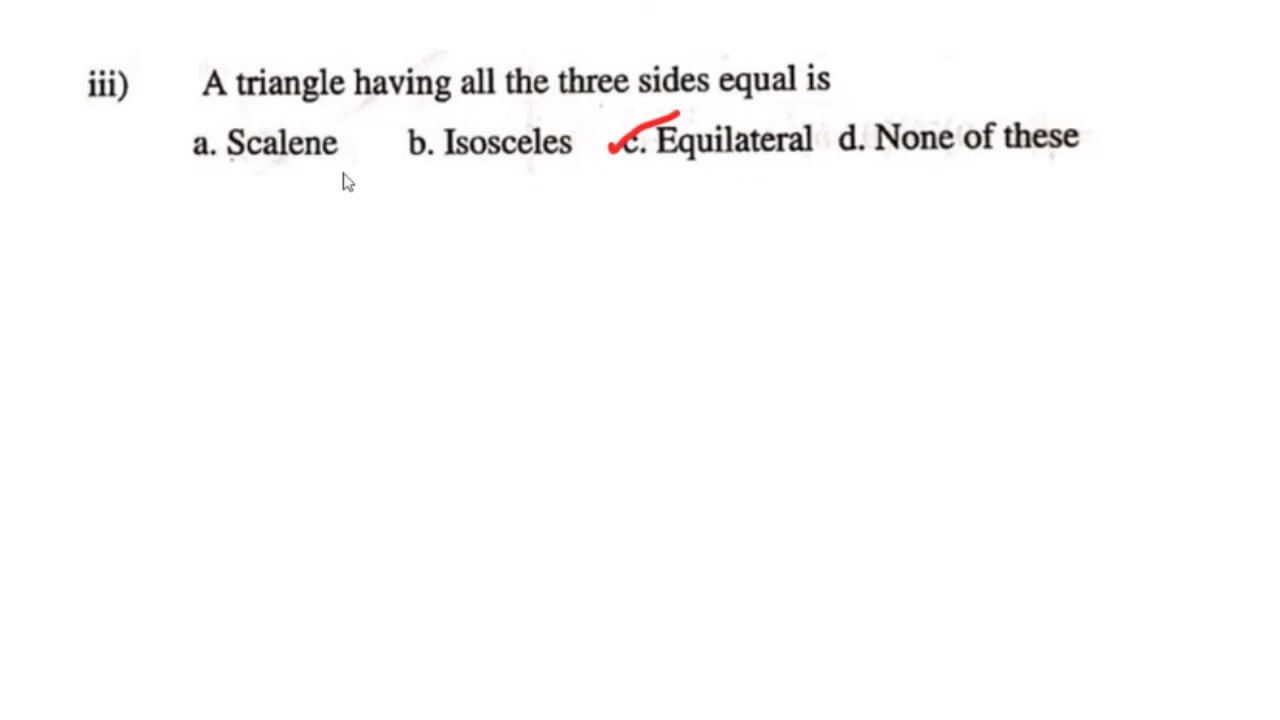 iii) A triangle having all the three sides equal is
a. Scalene b. Isosceles c. Equilateral d. None of these